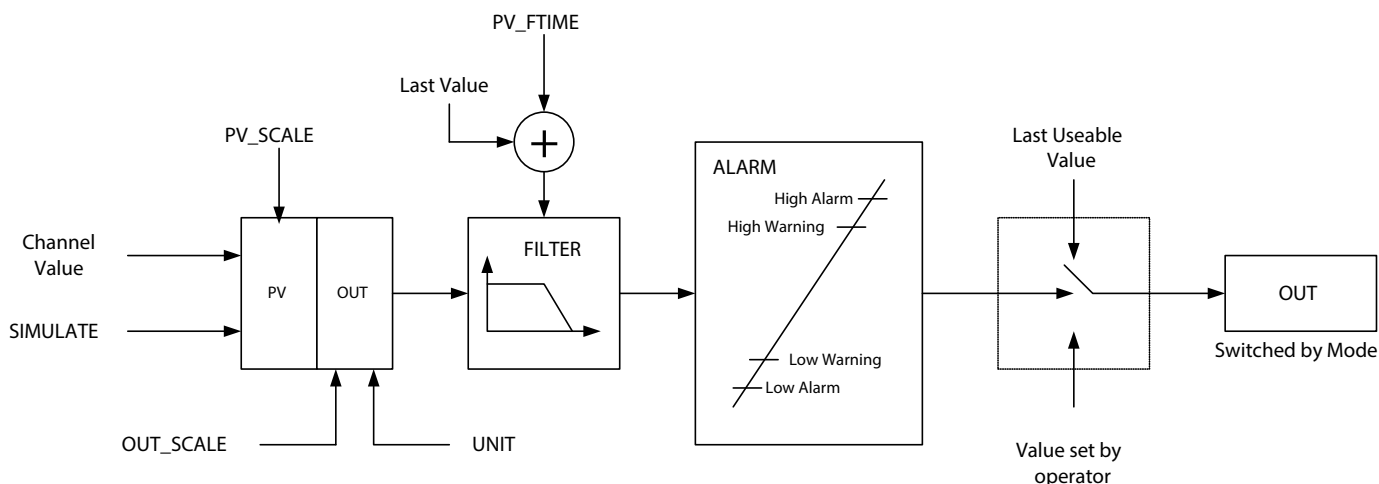 PV_FTIME
Last Value
+
PV_SCALE
Channel
Value
SIMULATE
PV
OUT
OUT_SCALE
UNIT
FILTER
ALARM
High Alarm
High Warning
Low Warning
Low Alarm
Last Useable
Value
Value set by
operator
OUT
Switched by Mode